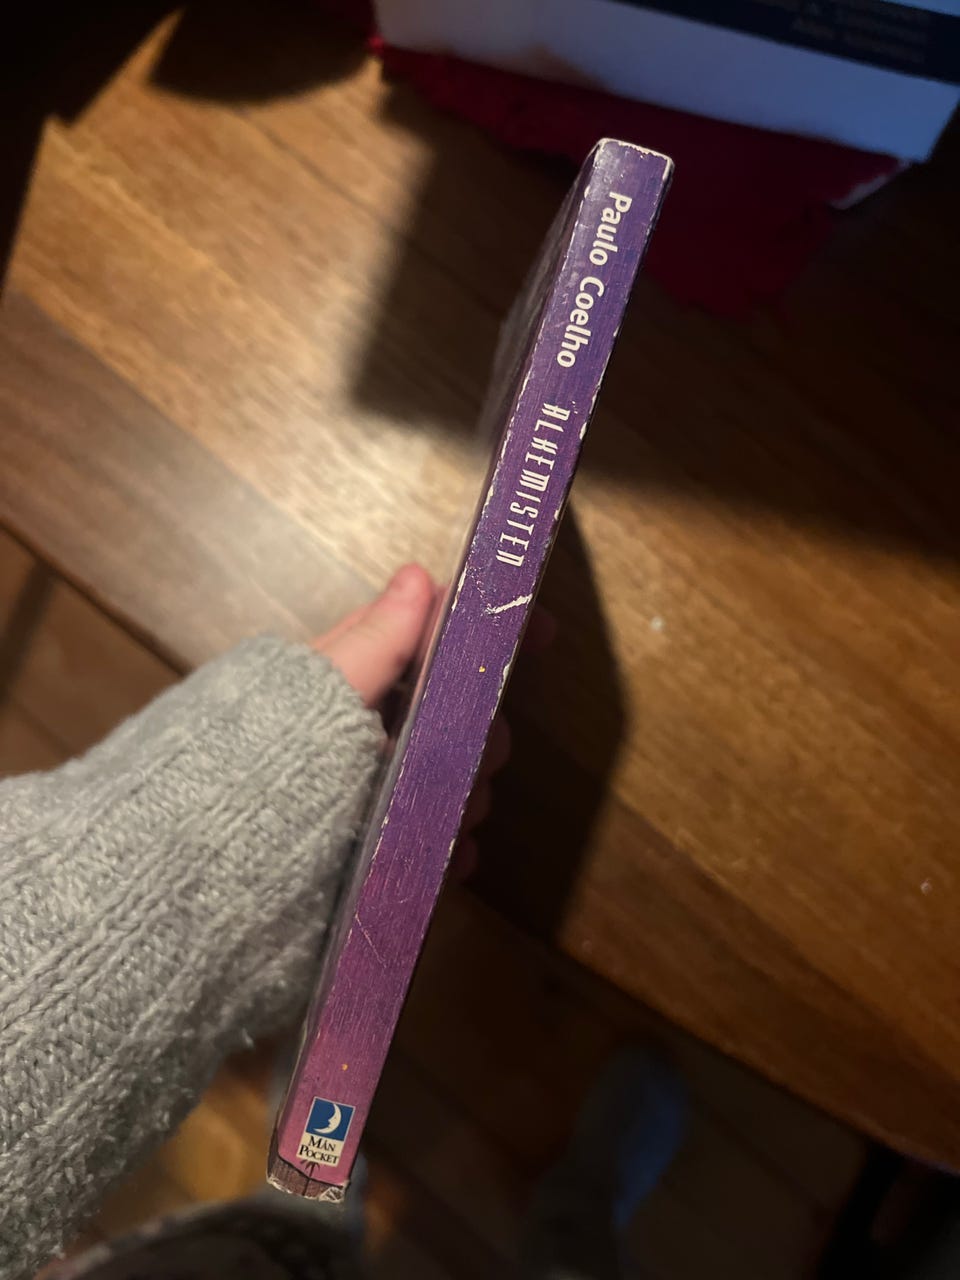 Paulo Coelho ALKEMISTEN
MÅN
POCKET